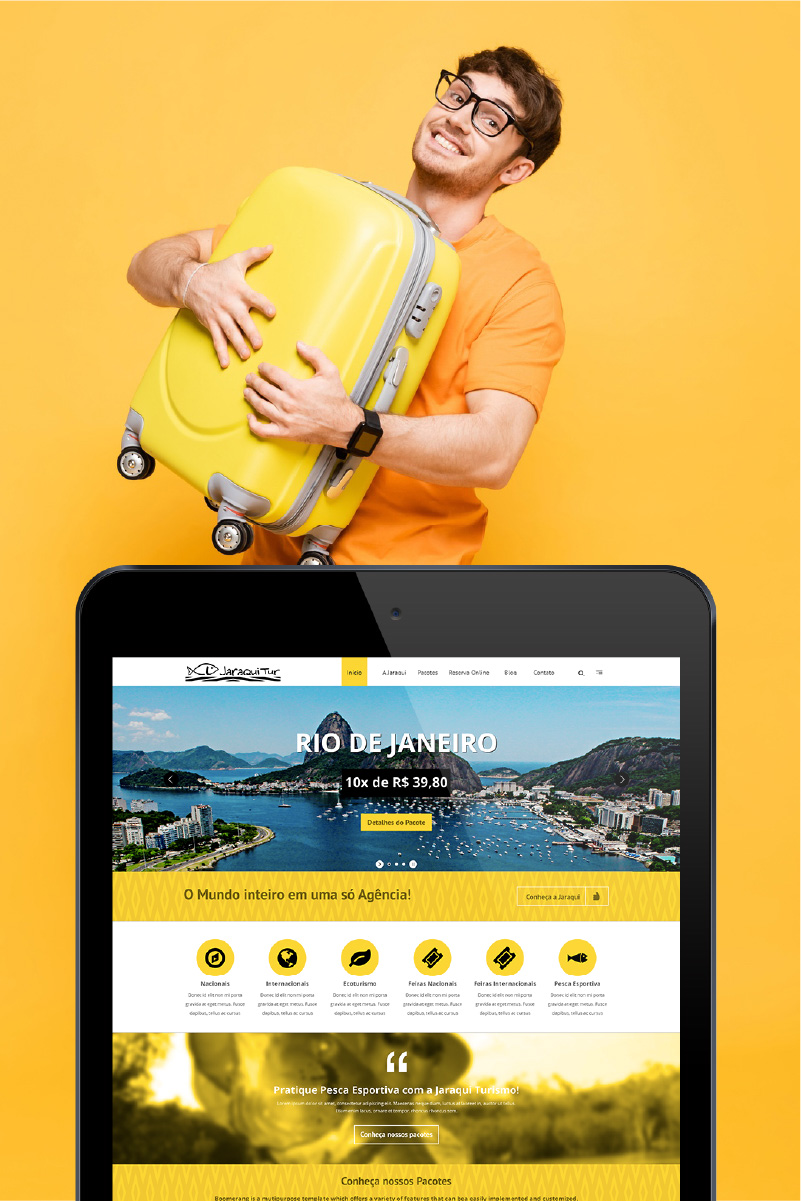 JaraquiTur
Início A Jaraqui Pacotes Reserva Online Blog Contato
RIO DE JANEIRO
10x de R$ 39,80
Detalhes do Pacote
O Mundo inteiro em uma só Agência!
Conheça a Jaraqui
Nacionais Internacionais Ecoturismo Feiras Nacionais Feiras Internacionais Pesca Esportiva
Donec id elit non mi porta Donec id elit non mi porta Donec id elit non mi porta Donec id elit non mi porta Donec id elit non mi porta Donec id elit non mi porta
gravida at eget metus. Fusce gravida at eget metus. Fusce gravida at eget metus. Fusce gravida at eget metus. Fusce gravida at eget metus. Fusce gravida at eget metus. Fusce
dapibus, tellus ac cursus dapibus, tellus ac cursus dapibus, tellus ac cursus dapibus, tellus ac cursus dapibus, tellus ac cursus dapibus, tellus ac cursus
“
Pratique Pesca Esportiva com a Jaraqui Turismo!
Lorem ipsum dolor sit amet, consectetur adipiscing elit.
Conheça nossos pacotes
Conheça nossos Pacotes
Boomerang is a multipurpose template which offers a variety of features that can bea easily implemented and customized.